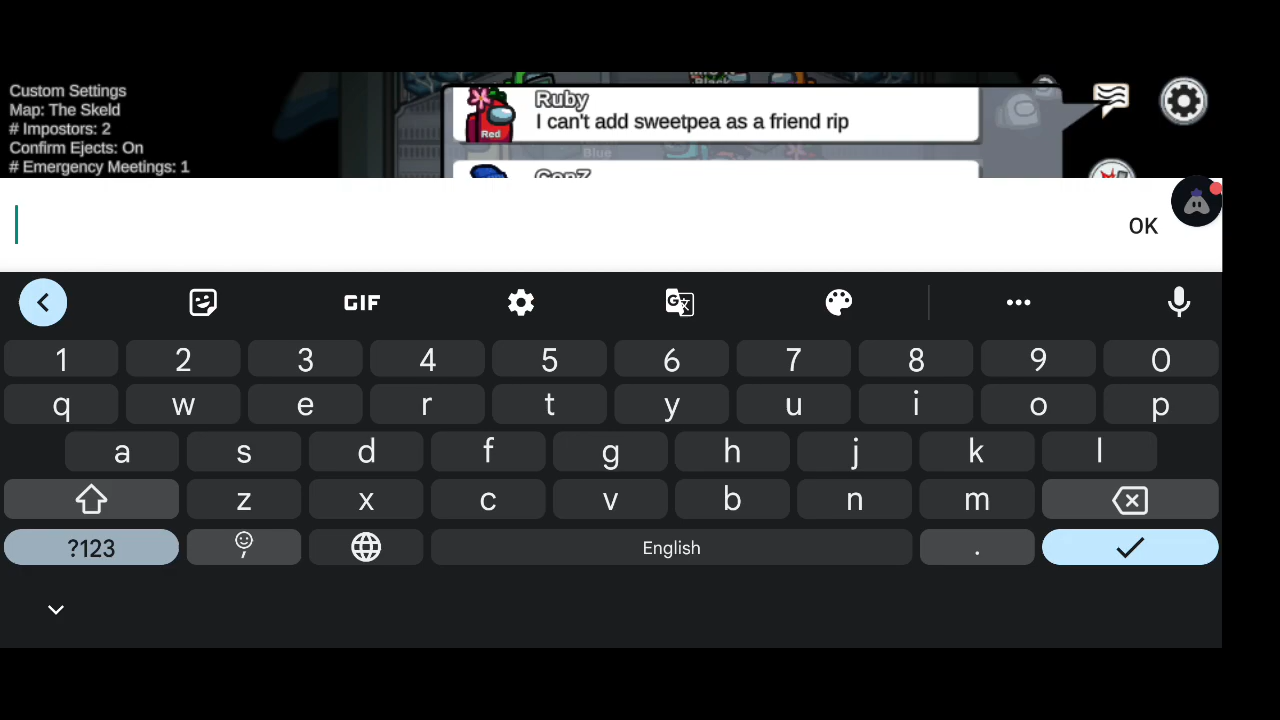 Custom Settings
Map: The Skeld
# Impostors: 2
Confirm Ejects: On
# Emergency Meetings: 1
Ruby
I can't add sweetpea as a friend rip
Red
Blue
OK
GIF
1 2 3 4 5 6 7 8 9 0
q w e r t y u i o p
a s d f g h j k l
z x c v b n m
?123 , English .